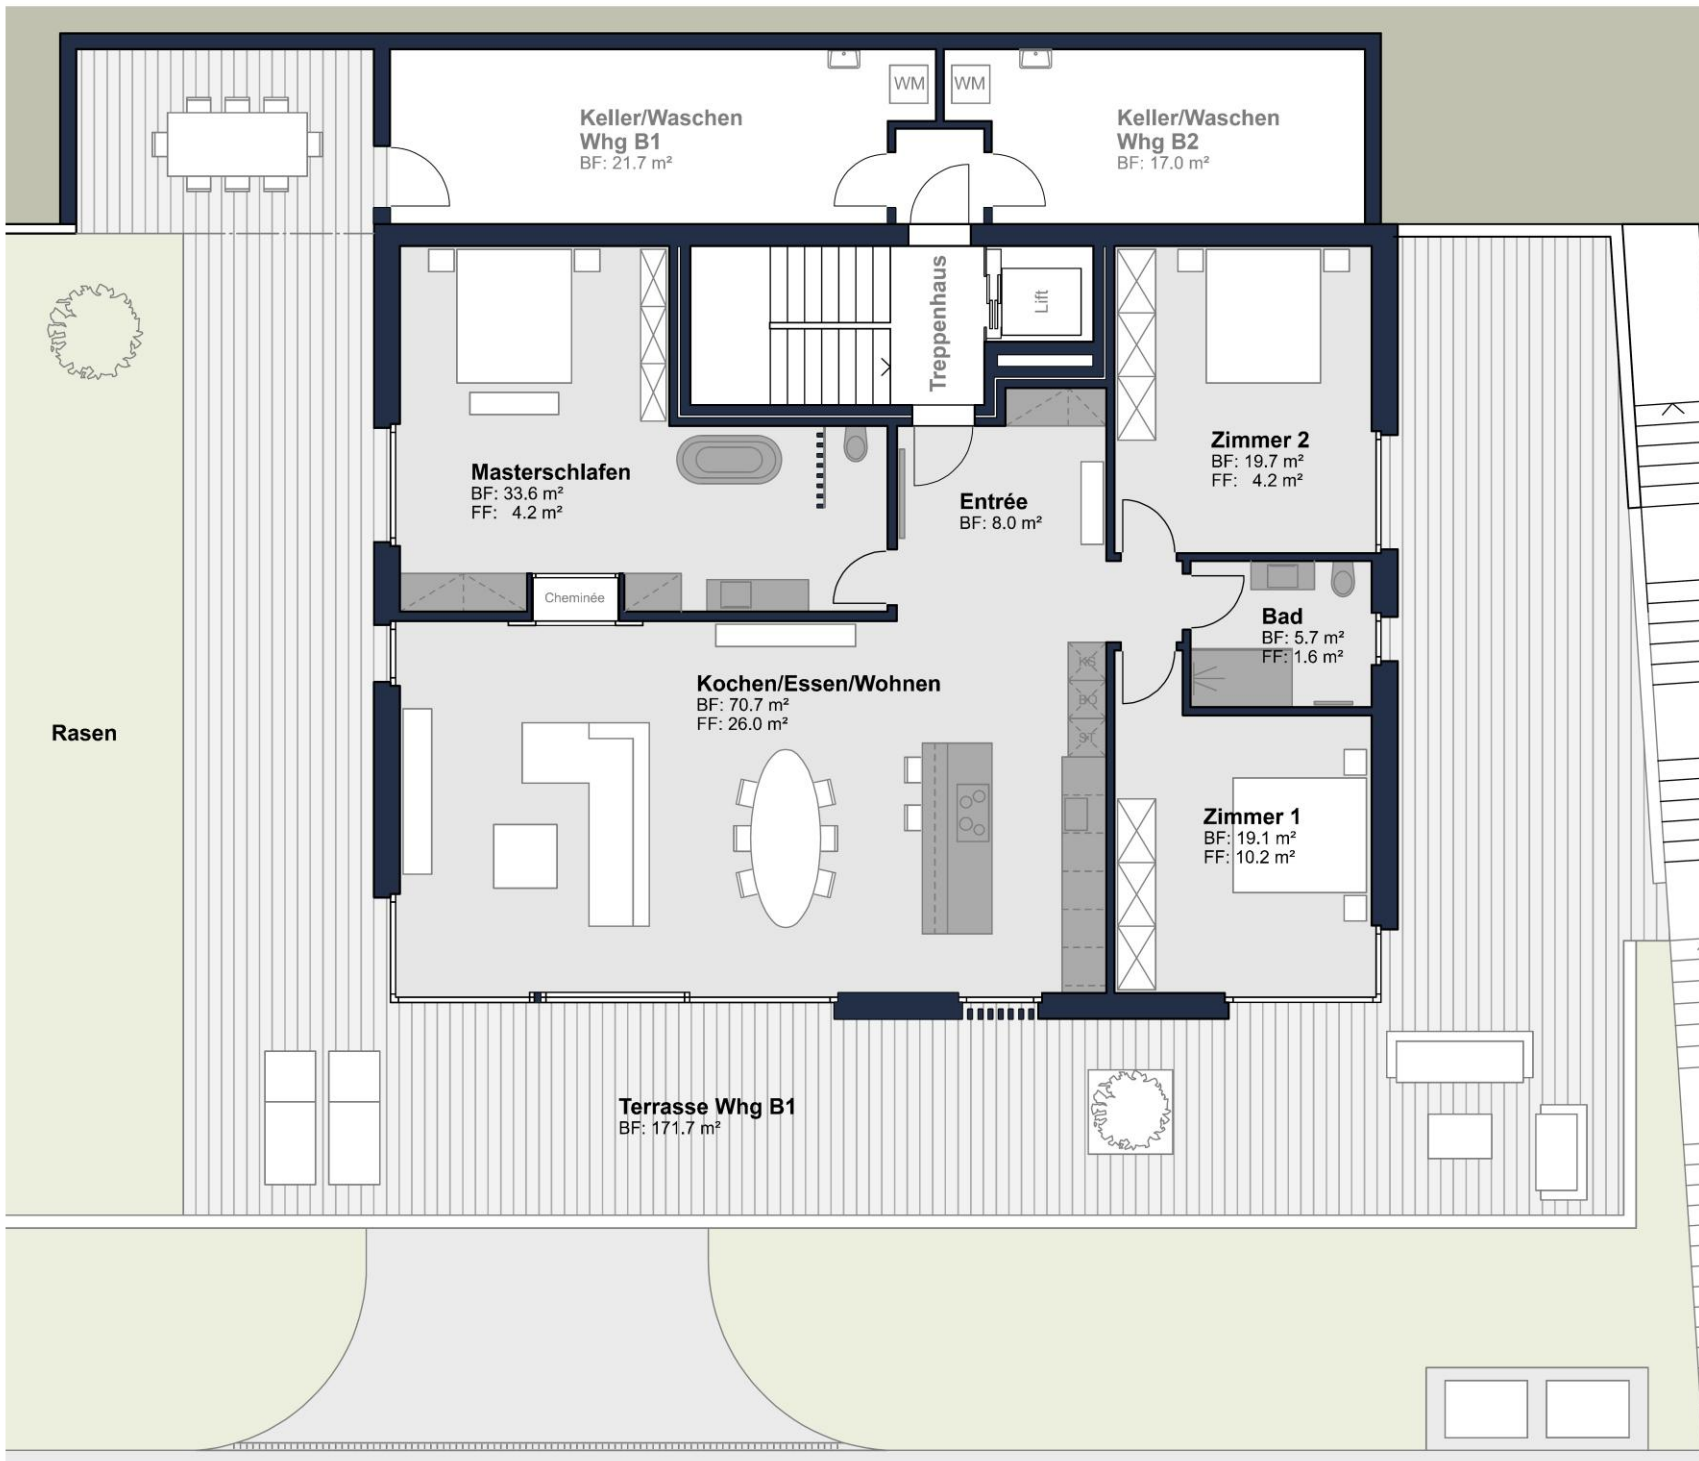 Keller/Waschen
Whg B1
BF: 21.7 m²
WM
WM
Keller/Waschen
Whg B2
BF: 17.0 m²
Treppenhaus
Lift
Masterschlafen
BF: 33.6 m²
FF: 4.2 m²
Entrée
BF: 8.0 m²
Zimmer 2
BF: 19.7 m²
FF: 4.2 m²
Cheminée
Bad
BF: 5.7 m²
FF: 1.6 m²
Kochen/Essen/Wohnen
BF: 70.7 m²
FF: 26.0 m²
KS
BO
ST
Rasen
Zimmer 1
BF: 19.1 m²
FF: 10.2 m²
Terrasse Whg B1
BF: 171.7 m²